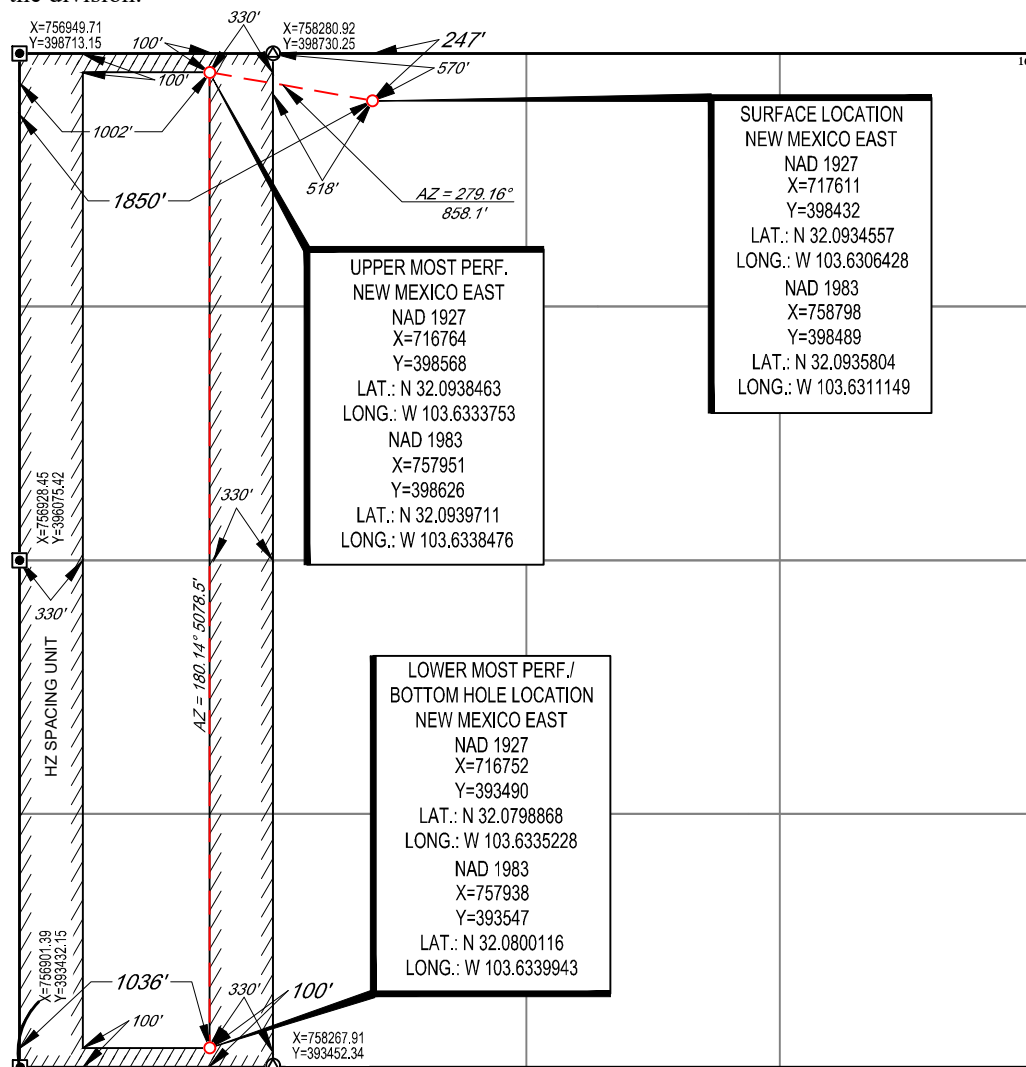 the division.
X=756949.71
Y=398713.15
100'
330'
X=758280.92
Y=398730.25
247'
570'
100'
1002'
518'
1850'
AZ = 279.16°
858.1'
16
SURFACE LOCATION
NEW MEXICO EAST
NAD 1927
X=717611
Y=398432
LAT.: N 32.0934557
LONG.: W 103.6306428
NAD 1983
X=758798
Y=398489
LAT.: N 32.0935804
LONG.: W 103.6311149
UPPER MOST PERF.
NEW MEXICO EAST
NAD 1927
X=716764
Y=398568
LAT.: N 32.0938463
LONG.: W 103.6333753
NAD 1983
X=757951
Y=398626
LAT.: N 32.0939711
LONG.: W 103.6338476
X=756928.45
Y=396075.42
330'
330'
AZ = 180.14° 5078.5'
HZ SPACING UNIT
LOWER MOST PERF./
BOTTOM HOLE LOCATION
NEW MEXICO EAST
NAD 1927
X=716752
Y=393490
LAT.: N 32.0798868
LONG.: W 103.6335228
NAD 1983
X=757938
Y=393547
LAT.: N 32.0800116
LONG.: W 103.6339943
X=756901.39
Y=393432.15
1036'
330'
100'
100'
X=758267.91
Y=393452.34